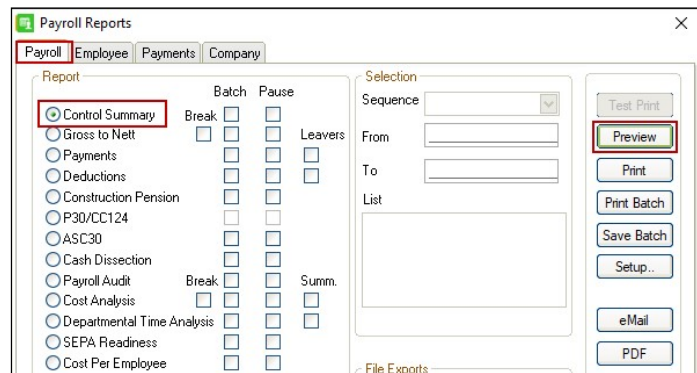 Payroll Reports
Payroll Employee Payments Company
Report
Batch Pause
Control Summary Break
Gross to Nett Leavers
Payments
Deductions
Construction Pension
P30/CC124
ASC30
Cash Dissection
Payroll Audit Break Summ.
Cost Analysis
Departmental Time Analysis
SEPA Readiness
Cost Per Employee
Selection
Sequence
From
To
List
File Exports
Test Print
Preview
Print
Print Batch
Save Batch
Setup..
eMail
PDF